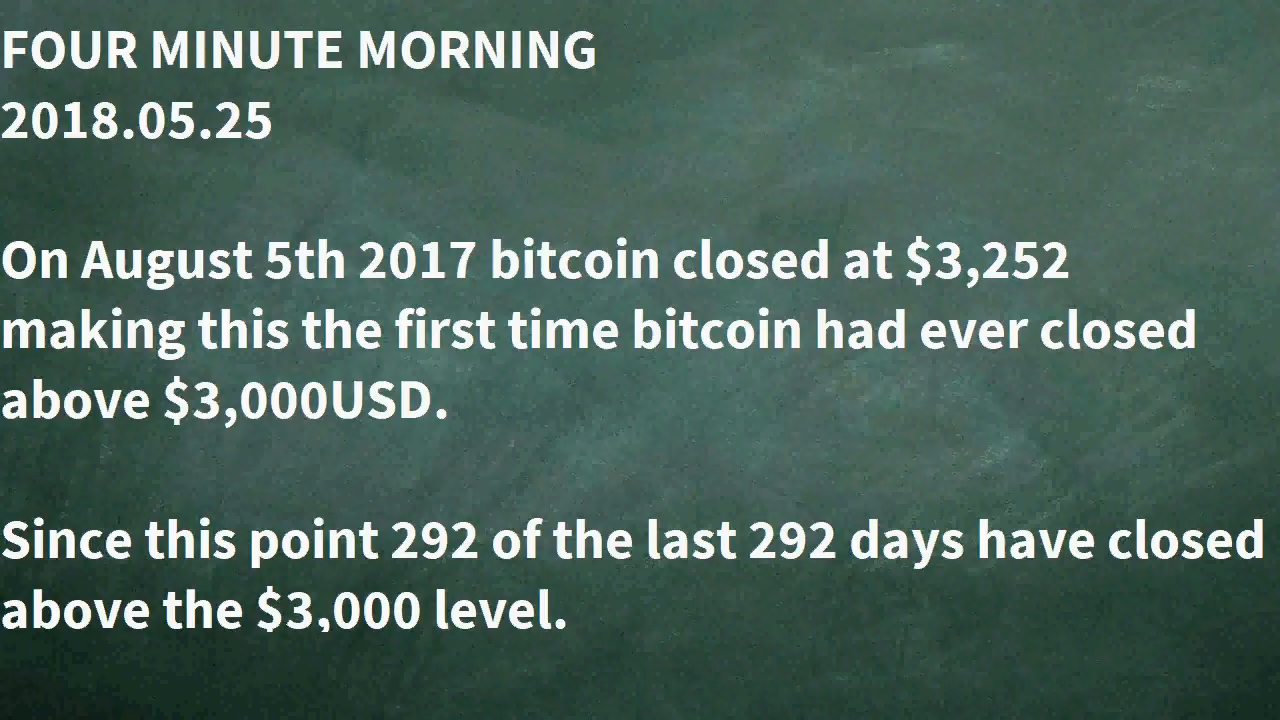 FOUR MINUTE MORNING
2018.05.25
On August 5th 2017 bitcoin closed at $3,252
making this the first time bitcoin had ever closed
above $3,000USD.
Since this point 292 of the last 292 days have closed
above the $3,000 level.